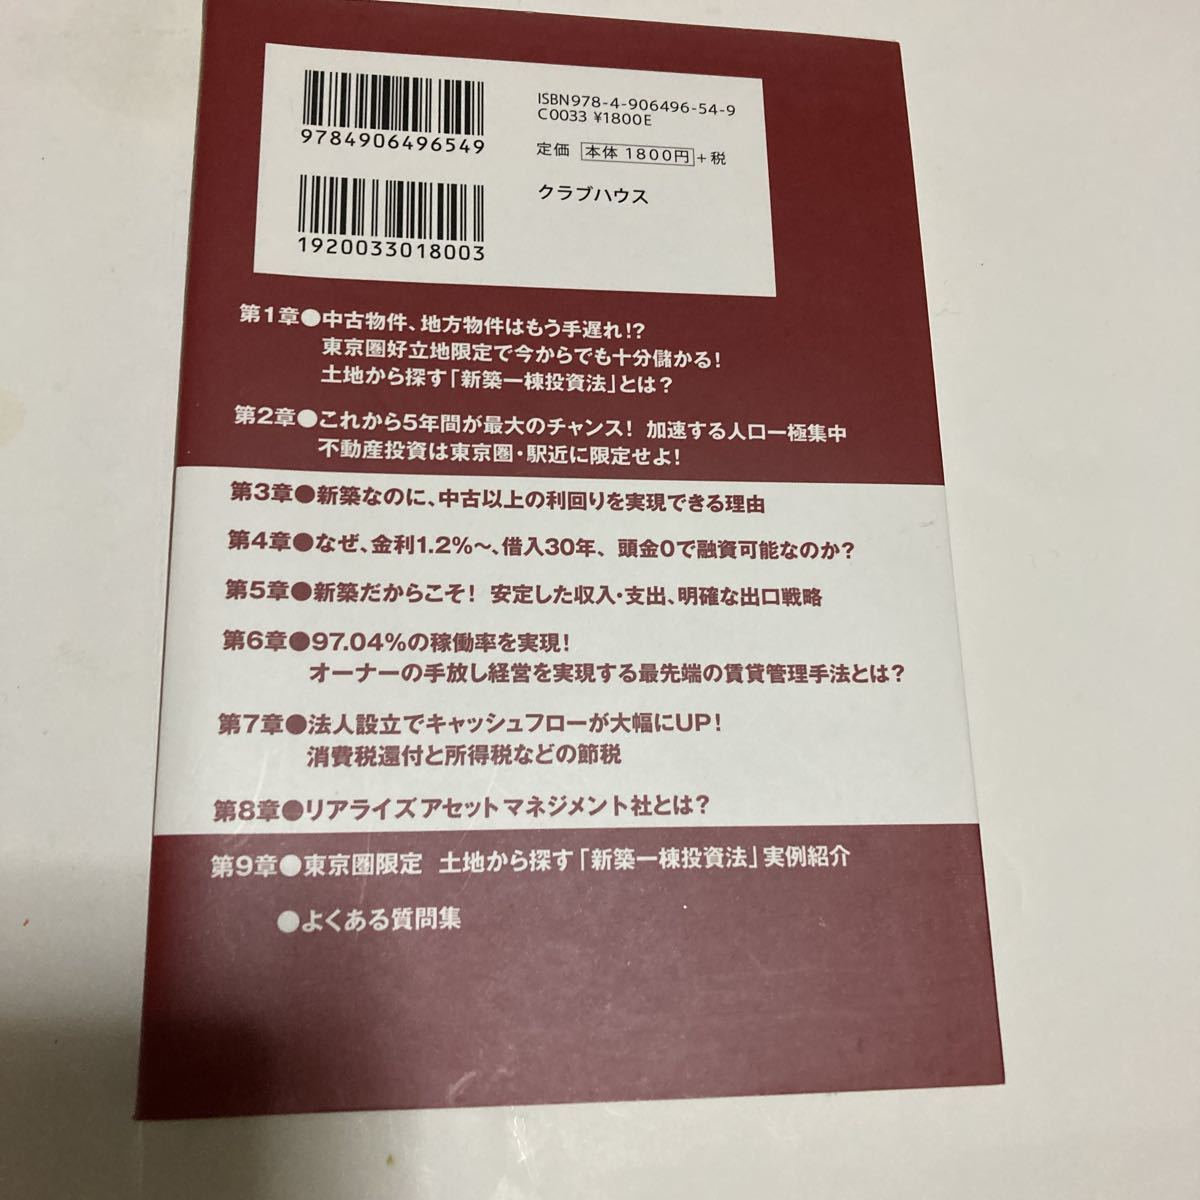 9784906496549
ISBN978-4-906496-54-9
C0033 ¥1800E
定価 本体 1800円+税
クラブハウス
1920033018003
第1章●中古物件、地方物件はもう手遅れ!?
東京圏好立地限定で今からでも十分儲かる!
土地から探す「新築一棟投資法」とは?
第2章●これから5年間が最大のチャンス! 加速する人口一極集中
不動産投資は東京圏・駅近に限定せよ!
第3章●新築なのに、中古以上の利回りを実現できる理由
第4章●なぜ、金利1.2%〜、借入30年、頭金0で融資可能なのか?
第5章●新築だからこそ! 安定した収入・支出、明確な出口戦略
第6章●97.04%の稼働率を実現!
オーナーの手放し経営を実現する最先端の賃貸管理手法とは?
第7章●法人設立でキャッシュフローが大幅にUP!
消費税還付と所得税などの節税
第8章●リアライズアセットマネジメント社とは?
第9章●東京圏限定 土地から探す「新築一棟投資法」実例紹介
●よくある質問集